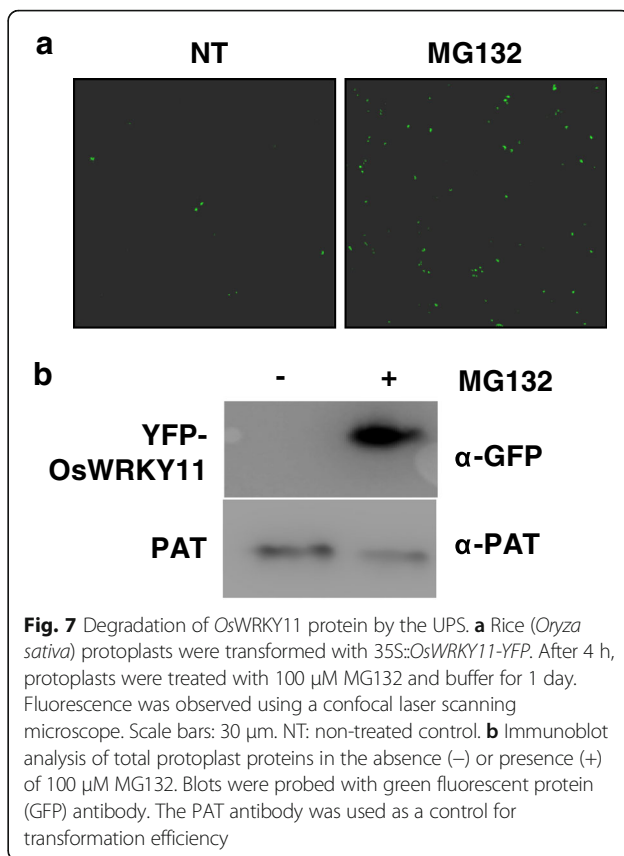 a
NT MG132
b
- + MG132
YFP-
OsWRKY11 α-GFP
PAT α-PAT
Fig. 7 Degradation of OsWRKY11 protein by the UPS. a Rice (Oryza
sativa) protoplasts were transformed with 35S::OsWRKY11-YFP. After 4 h,
protoplasts were treated with 100 μM MG132 and buffer for 1 day.
Fluorescence was observed using a confocal laser scanning
microscope. Scale bars: 30 μm. NT: non-treated control. b Immunoblot
analysis of total protoplast proteins in the absence (−) or presence (+)
of 100 μM MG132. Blots were probed with green fluorescent protein
(GFP) antibody. The PAT antibody was used as a control for
transformation efficiency